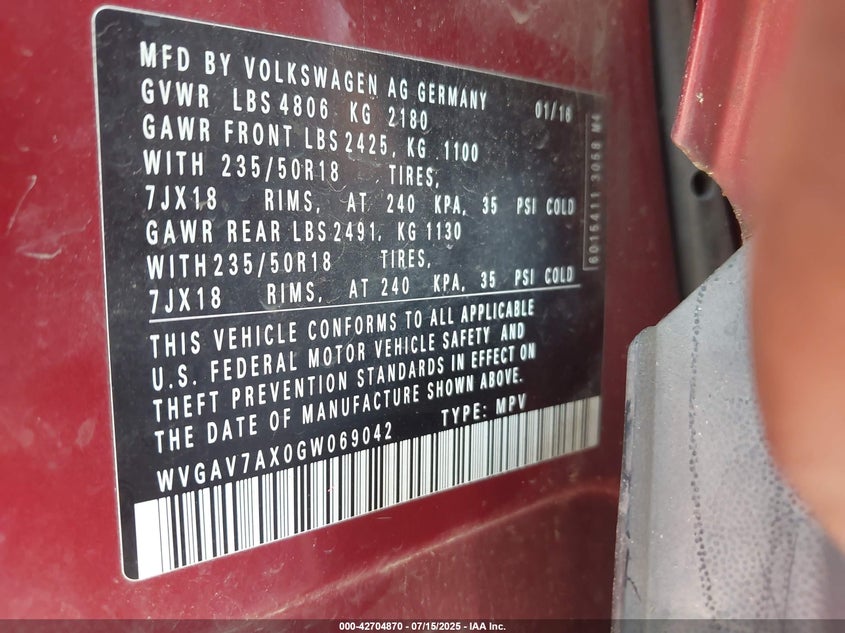 MFD BY VOLKSWAGEN AG GERMANY 01/16
GVWR LBS 4806 KG 2180
GAWR FRONT LBS 2425, KG 1100
WITH 235/50R18 TIRES,
7JX18 RIMS, AT 240 KPA, 35 PSI COLD
GAWR REAR LBS 2491, KG 1130
WITH 235/50R18 TIRES,
7JX18 RIMS, AT 240 KPA, 35 PSI COLD
THIS VEHICLE CONFORMS TO ALL APPLICABLE
U.S. FEDERAL MOTOR VEHICLE SAFETY AND
THEFT PREVENTION STANDARDS IN EFFECT ON
THE DATE OF MANUFACTURE SHOWN ABOVE.
WVGAV7AX0GW069042 TYPE: MPV
6015411 3058 M4
000-42704870 - 07/15/2025 - IAA Inc.